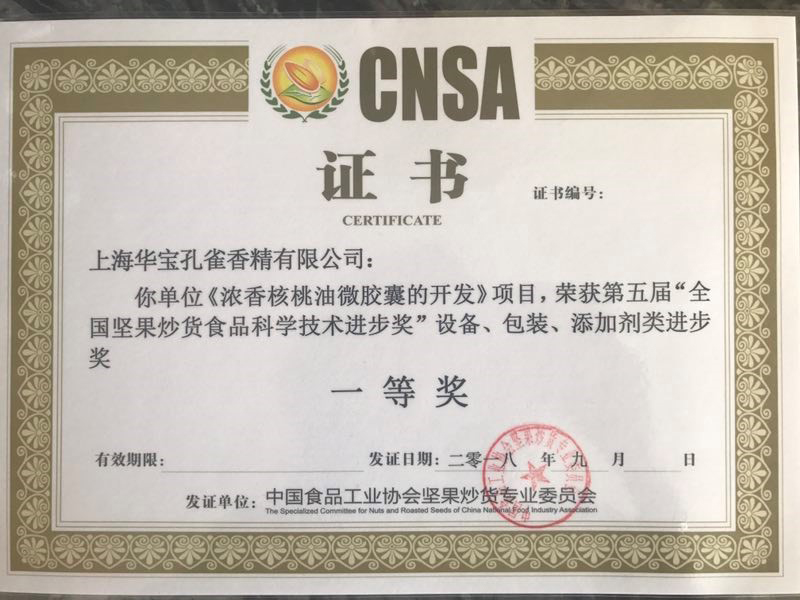 CNSA
证书
证书编号:
CERTIFICATE
上海华宝孔雀香精有限公司:
你单位《浓香核桃油微胶囊的开发》项目,荣获第五届“全
国坚果炒货食品科学技术进步奖”设备、包装、添加剂类进步
奖
一等奖
有效期限: 发证日期: 二零一八 年 九 月 日
发证单位: 中国食品工业协会坚果炒货专业委员会
The Specialized Committee for Nuts and Roasted Seeds of China National Food Industry Association